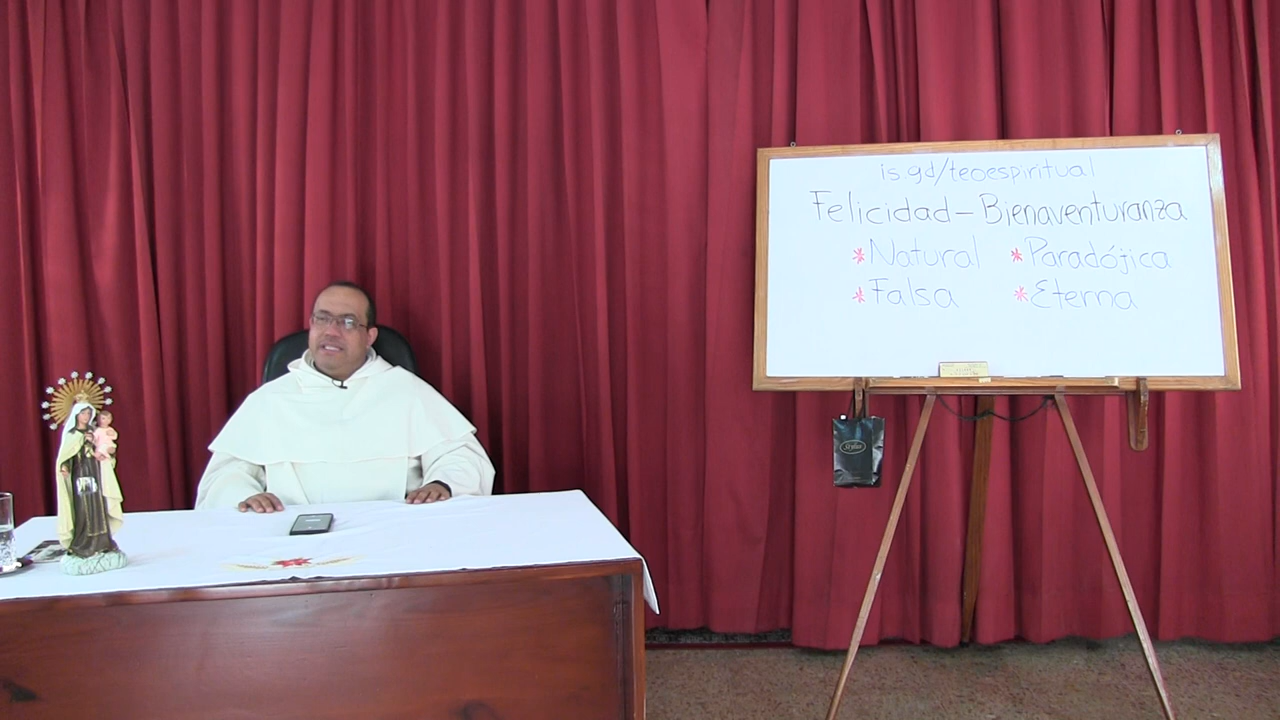 is.gd/teoespiritual
Felicidad – Bienaventuranza
* Natural * Paradójica
* Falsa * Eterna